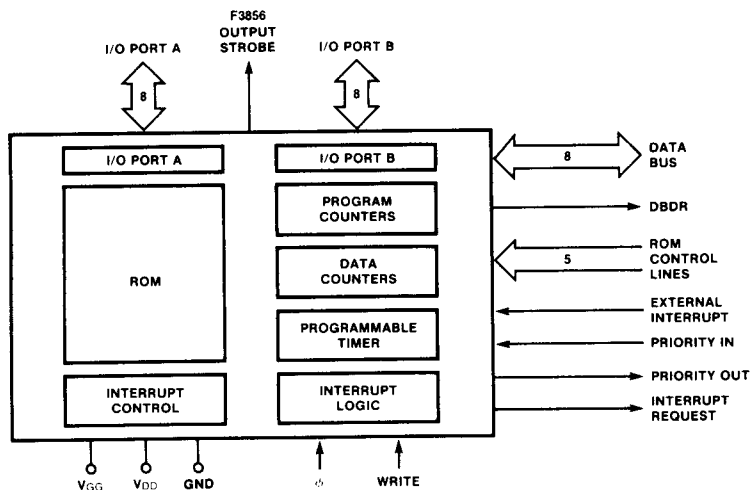 F3856
OUTPUT
STROBE
I/O PORT A
I/O PORT B
8
8
I/O PORT A
I/O PORT B
ROM
PROGRAM
COUNTERS
DATA
COUNTERS
PROGRAMMABLE
TIMER
INTERRUPT
CONTROL
INTERRUPT
LOGIC
8
DATA
BUS
DBDR
5
ROM
CONTROL
LINES
EXTERNAL
INTERRUPT
PRIORITY IN
PRIORITY OUT
INTERRUPT
REQUEST
VGG
VDD
GND
ϕ
WRITE